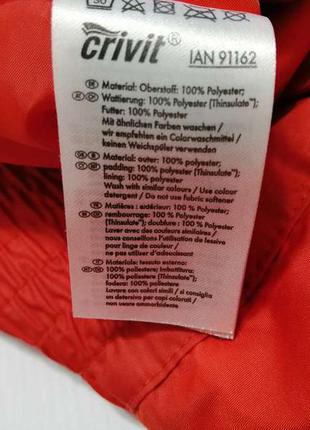 30
crivit®
IAN 91162
Material: Oberstoff: 100% Polyester;
Wattierung: 100% Polyester (Thinsulate™);
Futter: 100% Polyester
Mit ähnlichen Farben waschen /
wir empfehlen ein Colorwaschmittel /
keinen Weichspüler verwenden
Material: outer: 100% Polyester;
padding: 100% Polyester (Thinsulate™);
lining: 100% Polyester
Wash with similar colours / Use colour
detergent / Do not use fabric softener
Matières : extérieur: 100 % Polyester;
rembourrage: 100 % Polyester
(Thinsulate™); doublure : 100 % Polyester
Laver avec des couleurs similaires /
nous conseillons l'utilisation de lessive
pour linge de couleur /
ne pas utiliser d'adoucissant
Materiale: tessuto esterno:
100% poliestere; Imbottitura:
100% poliestere (Thinsulate™);
fodera: 100% poliestere
Lavare con colori simili / si consiglia
un detersivo per capi colorati /
non usare ammorbidente